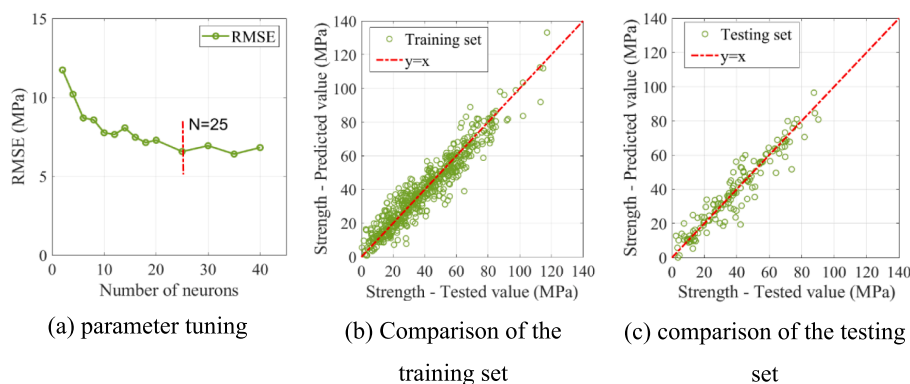 RMSE
N=25
RMSE (MPa)
15
10
5
0
0 10 20 30 40
Number of neurons
(a) parameter tuning
Training set
y=x
Strength - Predicted value (MPa)
140
120
100
80
60
40
20
0
0 20 40 60 80 100 120 140
Strength - Tested value (MPa)
(b) Comparison of the
training set
Testing set
y=x
Strength - Predicted value (MPa)
140
120
100
80
60
40
20
0
0 20 40 60 80 100 120 140
Strength - Tested value (MPa)
(c) comparison of the testing
set